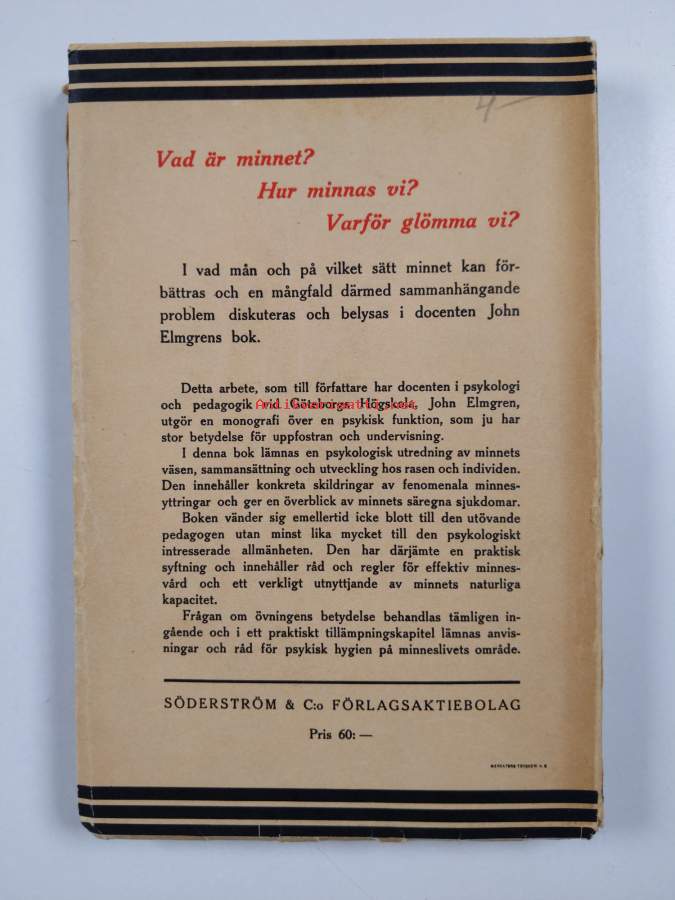 4—
Vad är minnet?
Hur minnas vi?
Varför glömma vi?
I vad mån och på vilket sätt minnet kan för-
bättras och en mångfald därmed sammanhängande
problem diskuteras och belysas i docenten John
Elmgrens bok.
Detta arbete, som till författare har docenten i psykologi
och pedagogik vid Göteborgs Högskola, John Elmgren,
utgör en monografi över en psykisk funktion, som ju har
stor betydelse för uppfostran och undervisning.
I denna bok lämnas en psykologisk utredning av minnets
väsen, sammansättning och utveckling hos rasen och individen.
Den innehåller konkreta skildringar av fenomenala minnes-
yttringar och ger en överblick av minnets säregna sjukdomar.
Boken vänder sig emellertid icke blott till den utövande
pedagogen utan minst lika mycket till den psykologiskt
intresserade allmänheten. Den har därjämte en praktisk
syftning och innehåller råd och regler för effektiv minnes-
vård och ett verkligt utnyttjande av minnets naturliga
kapacitet.
Frågan om övningens betydelse behandlas tämligen in-
gående och i ett praktiskt tillämpningskapitel lämnas anvis-
ningar och råd för psykisk hygien på minneslivets område.
SÖDERSTRÖM & C:o FÖRLAGSAKTIEBOLAG
Pris 60: —